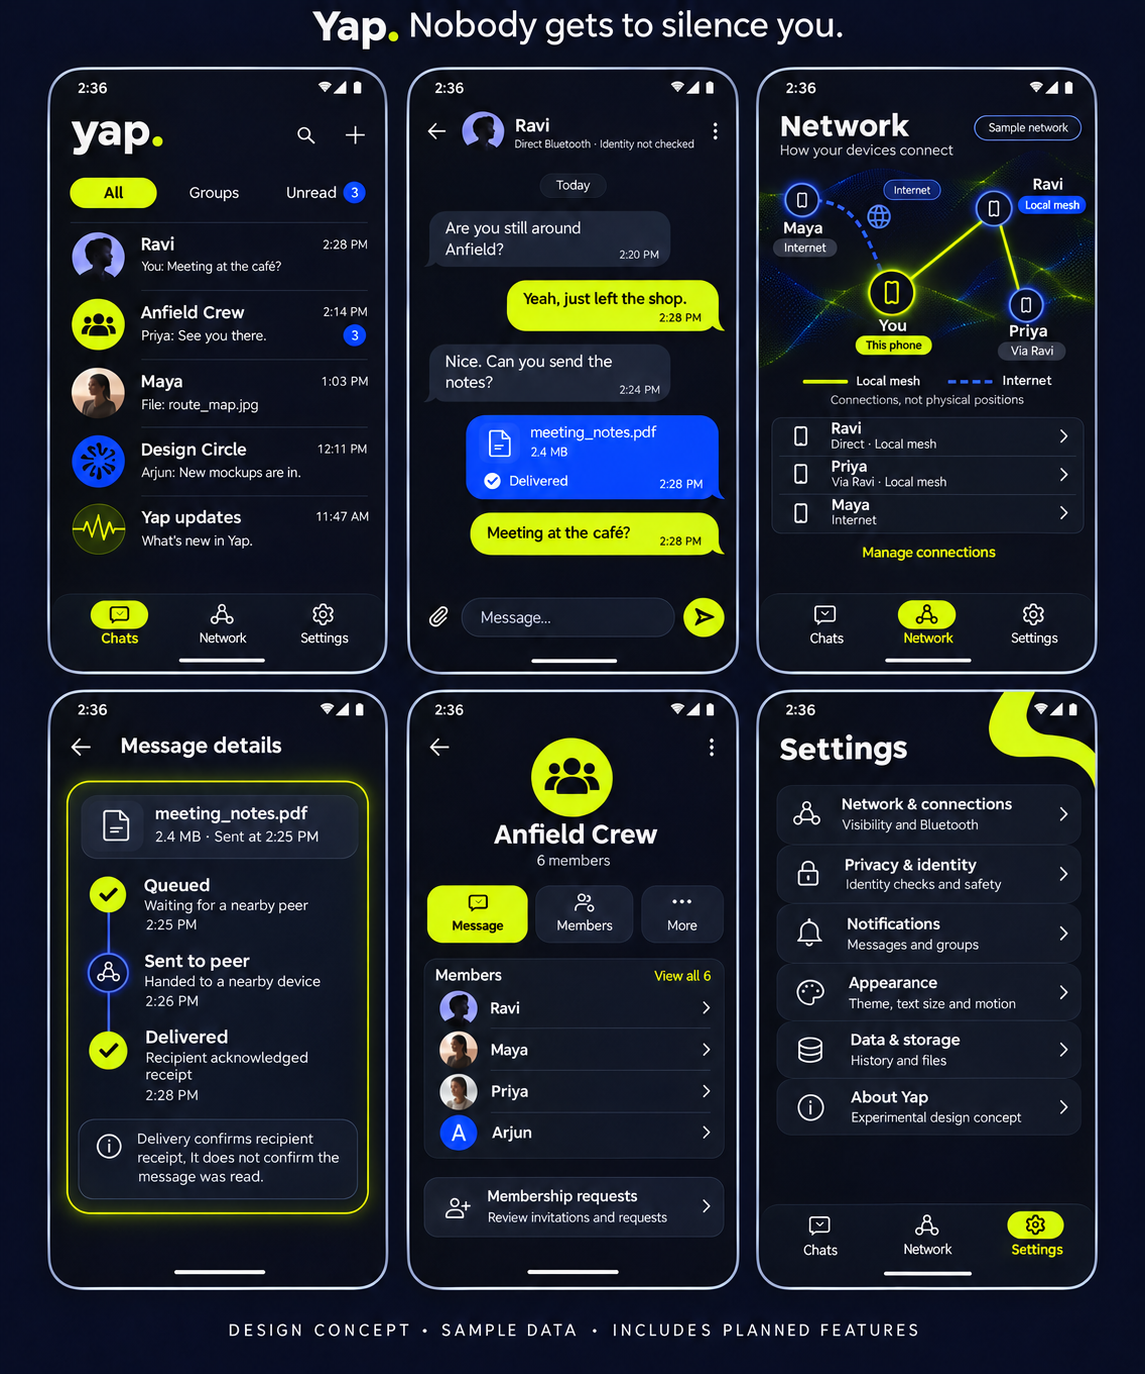 Yap. Nobody gets to silence you.
2:36
yap.
All
Groups
Unread 3
Ravi
2:28 PM
You: Meeting at the café?
Anfield Crew
2:14 PM
Priya: See you there.
3
Maya
1:03 PM
File: route_map.jpg
Design Circle
12:11 PM
Arjun: New mockups are in.
Yap updates
11:47 AM
What's new in Yap.
Chats
Network
Settings
2:36
Ravi
Direct Bluetooth · Identity not checked
Today
Are you still around
Anfield?
2:20 PM
Yeah, just left the shop.
2:28 PM
Nice. Can you send the
notes?
2:24 PM
meeting_notes.pdf
2.4 MB
Delivered
2:28 PM
Meeting at the café?
2:28 PM
Message...
2:36
Network
Sample network
How your devices connect
Internet
Ravi
Local mesh
Maya
Internet
You
This phone
Priya
Via Ravi
Local mesh
Internet
Connections, not physical positions
Ravi
Direct · Local mesh
Priya
Via Ravi · Local mesh
Maya
Internet
Manage connections
Chats
Network
Settings
2:36
Message details
meeting_notes.pdf
2.4 MB · Sent at 2:25 PM
Queued
Waiting for a nearby peer
2:25 PM
Sent to peer
Handed to a nearby device
2:26 PM
Delivered
Recipient acknowledged
receipt
2:28 PM
Delivery confirms recipient
receipt, It does not confirm the
message was read.
2:36
Anfield Crew
6 members
Message
Members
More
Members
View all 6
Ravi
Maya
Priya
A
Arjun
Membership requests
Review invitations and requests
2:36
Settings
Network & connections
Visibility and Bluetooth
Privacy & identity
Identity checks and safety
Notifications
Messages and groups
Appearance
Theme, text size and motion
Data & storage
History and files
About Yap
Experimental design concept
Chats
Network
Settings
DESIGN CONCEPT • SAMPLE DATA • INCLUDES PLANNED FEATURES